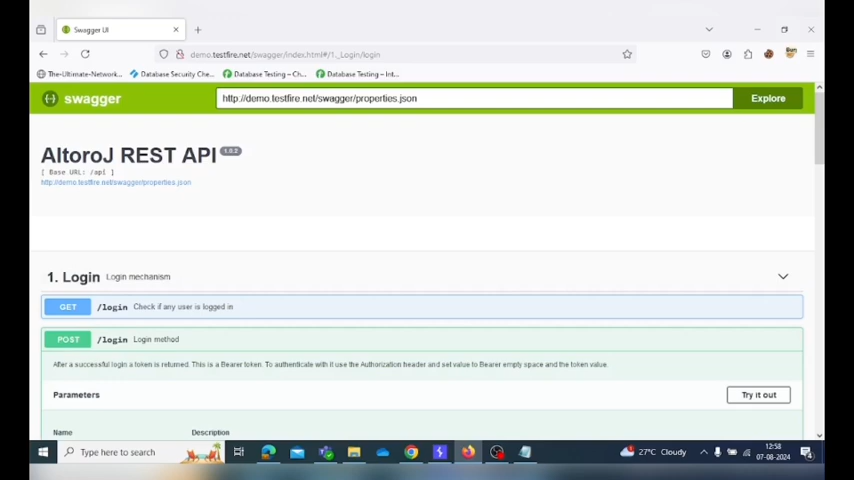 Swagger UI
demo.testfire.net/swagger/index.html#/1._Login/login
The-Ultimate-Network...
Database Security Che...
Database Testing – Ch...
Database Testing – Int...
swagger
http://demo.testfire.net/swagger/properties.json
Explore
AltoroJ REST API 1.0.2
[ Base URL: /api ]
http://demo.testfire.net/swagger/properties.json
1. Login Login mechanism
GET /login Check if any user is logged in
POST /login Login method
After a successful login a token is returned. This is a Bearer token. To authenticate with it use the Authorization header and set value to Bearer empty space and the token value.
Parameters
Try it out
Name Description
Type here to search
27°C Cloudy
12:58
07-08-2024
4